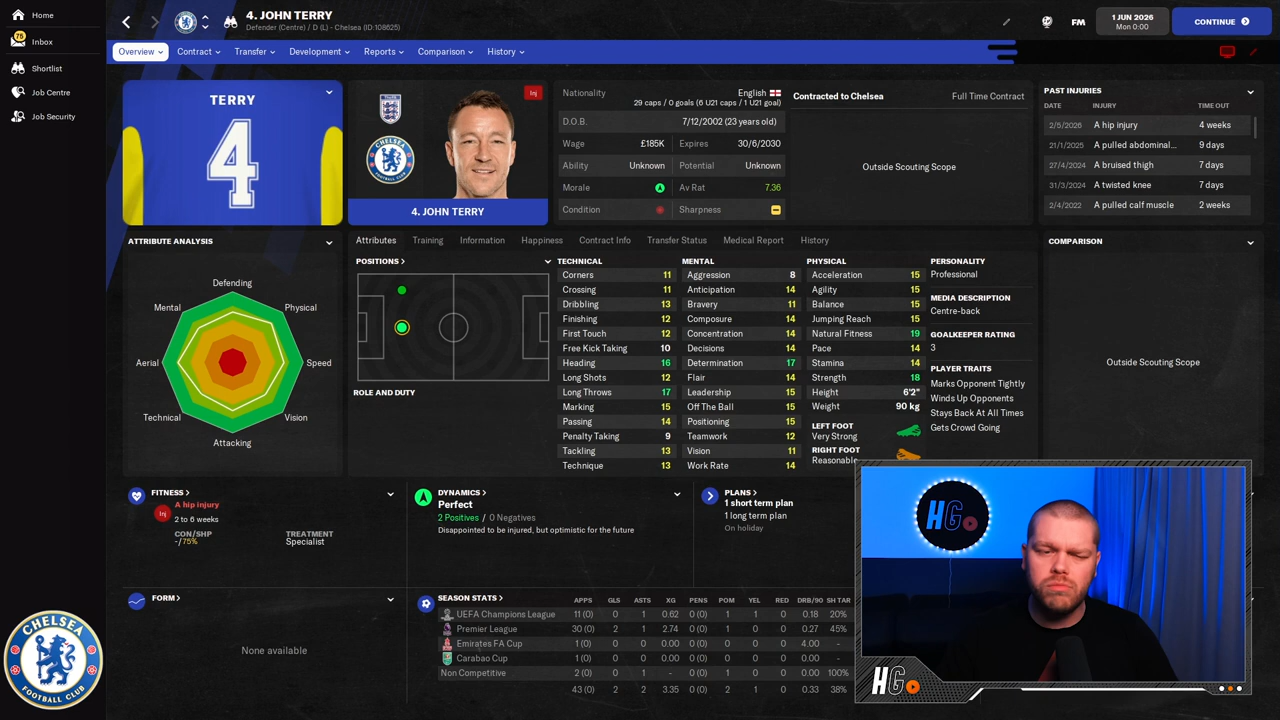 Home
75
Inbox
Shortlist
Job Centre
Job Security
4. JOHN TERRY
Defender (Centre) / D (L) - Chelsea (ID:108625)
FM
1 JUN 2026
Mon 0:00
CONTINUE
Overview
Contract
Transfer
Development
Reports
Comparison
History
TERRY
4
CHELSEA
FOOTBALL CLUB
Inj
4. JOHN TERRY
Nationality English
29 caps / 0 goals (6 U21 caps / 1 U21 goal)
D.O.B. 7/12/2002 (23 years old)
Wage £185K Expires 30/6/2030
Ability Unknown Potential Unknown
Morale Av Rat 7.36
Condition Sharpness
Contracted to Chelsea Full Time Contract
Outside Scouting Scope
PAST INJURIES
DATE INJURY TIME OUT
2/5/2026 A hip injury 4 weeks
21/1/2025 A pulled abdominal... 9 days
27/4/2024 A bruised thigh 7 days
31/3/2024 A twisted knee 7 days
2/4/2022 A pulled calf muscle 2 weeks
ATTRIBUTE ANALYSIS
Defending
Mental Physical
Aerial Speed
Technical Vision
Attacking
Attributes Training Information Happiness Contract Info Transfer Status Medical Report History
POSITIONS >
ROLE AND DUTY
TECHNICAL
Corners 11
Crossing 11
Dribbling 13
Finishing 12
First Touch 12
Free Kick Taking 10
Heading 16
Long Shots 12
Long Throws 17
Marking 15
Passing 14
Penalty Taking 9
Tackling 13
Technique 13
MENTAL
Aggression 8
Anticipation 14
Bravery 11
Composure 14
Concentration 14
Decisions 14
Determination 17
Flair 14
Leadership 15
Off The Ball 15
Positioning 15
Teamwork 12
Vision 11
Work Rate 14
PHYSICAL
Acceleration 15
Agility 15
Balance 15
Jumping Reach 15
Natural Fitness 19
Pace 14
Stamina 14
Strength 18
Height 6'2"
Weight 90 kg
LEFT FOOT
Very Strong
RIGHT FOOT
Reasonable
PERSONALITY
Professional
MEDIA DESCRIPTION
Centre-back
GOALKEEPER RATING
3
PLAYER TRAITS
Marks Opponent Tightly
Winds Up Opponents
Stays Back At All Times
Gets Crowd Going
COMPARISON
Outside Scouting Scope
FITNESS >
Inj
A hip injury
2 to 6 weeks
CON/SHP TREATMENT
-/75% Specialist
DYNAMICS >
Perfect
2 Positives / 0 Negatives
Disappointed to be injured, but optimistic for the future
PLANS >
1 short term plan
1 long term plan
On holiday
FORM >
None available
SEASON STATS > APPS GLS ASTS XG PENS POM YEL RED DRB/90 SH TAR
UEFA Champions League 11 (0) 0 1 0.62 0 (0) 1 0 0 0.18 20%
Premier League 30 (0) 2 1 2.74 0 (0) 1 1 0 0.27 45%
Emirates FA Cup 1 (0) 0 0 0.00 0 (0) 0 0 0 4.00 -
Carabao Cup 1 (0) 0 0 0.00 0 (0) 0 0 0 0.00 -
Non Competitive 2 (0) 0 1 - 0 (0) 1 0 0 0.00 100%
43 (0) 2 2 3.35 0 (0) 2 1 0 0.33 38%
CHELSEA
FOOTBALL CLUB
HG
HG